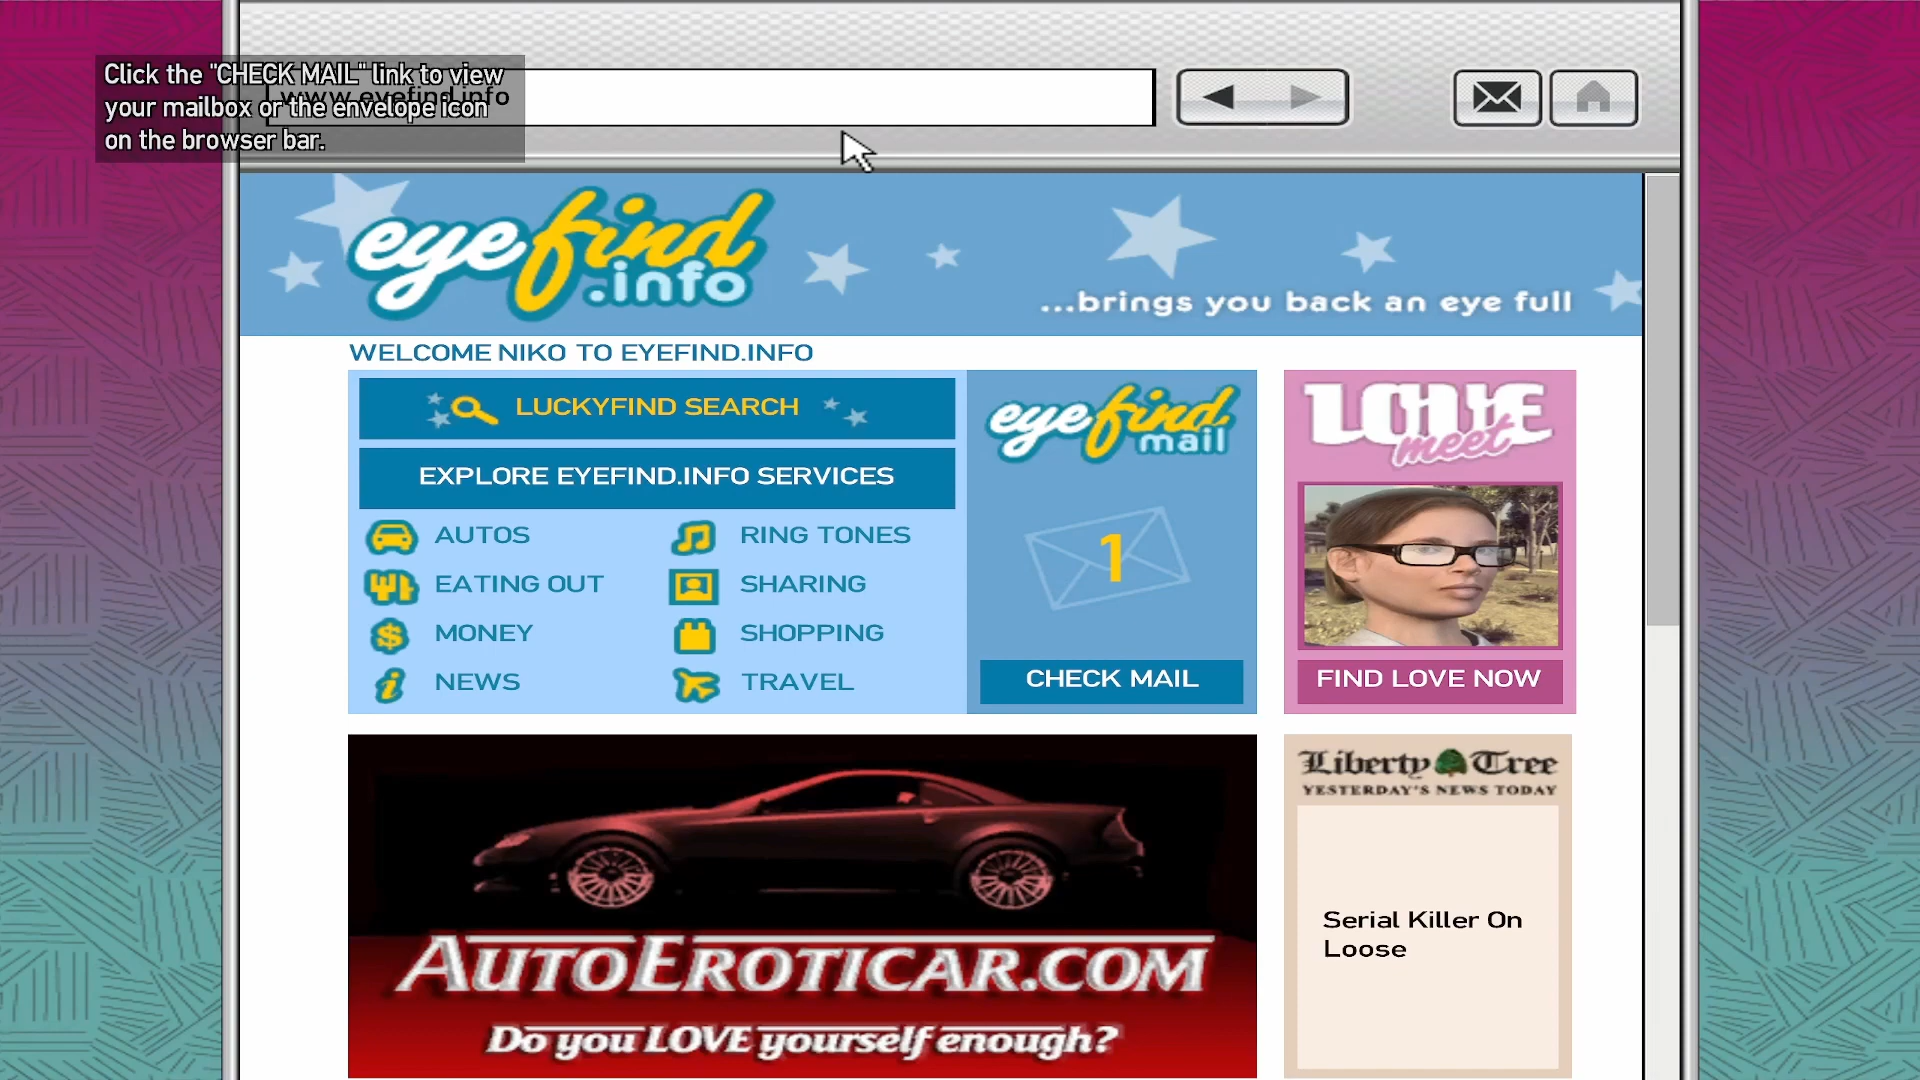 Click the "CHECK MAIL" link to view
your mailbox or the envelope icon
on the browser bar.
www.eyefind.info
eyefind
.info
...brings you back an eye full
WELCOME NIKO TO EYEFIND.INFO
LUCKYFIND SEARCH
EXPLORE EYEFIND.INFO SERVICES
AUTOS
RING TONES
EATING OUT
SHARING
MONEY
SHOPPING
NEWS
TRAVEL
eyefind
mail
1
CHECK MAIL
LOVE
meet
FIND LOVE NOW
AUTOEROTICAR.COM
Do you LOVE yourself enough?
Liberty Tree
YESTERDAY'S NEWS TODAY
Serial Killer On
Loose